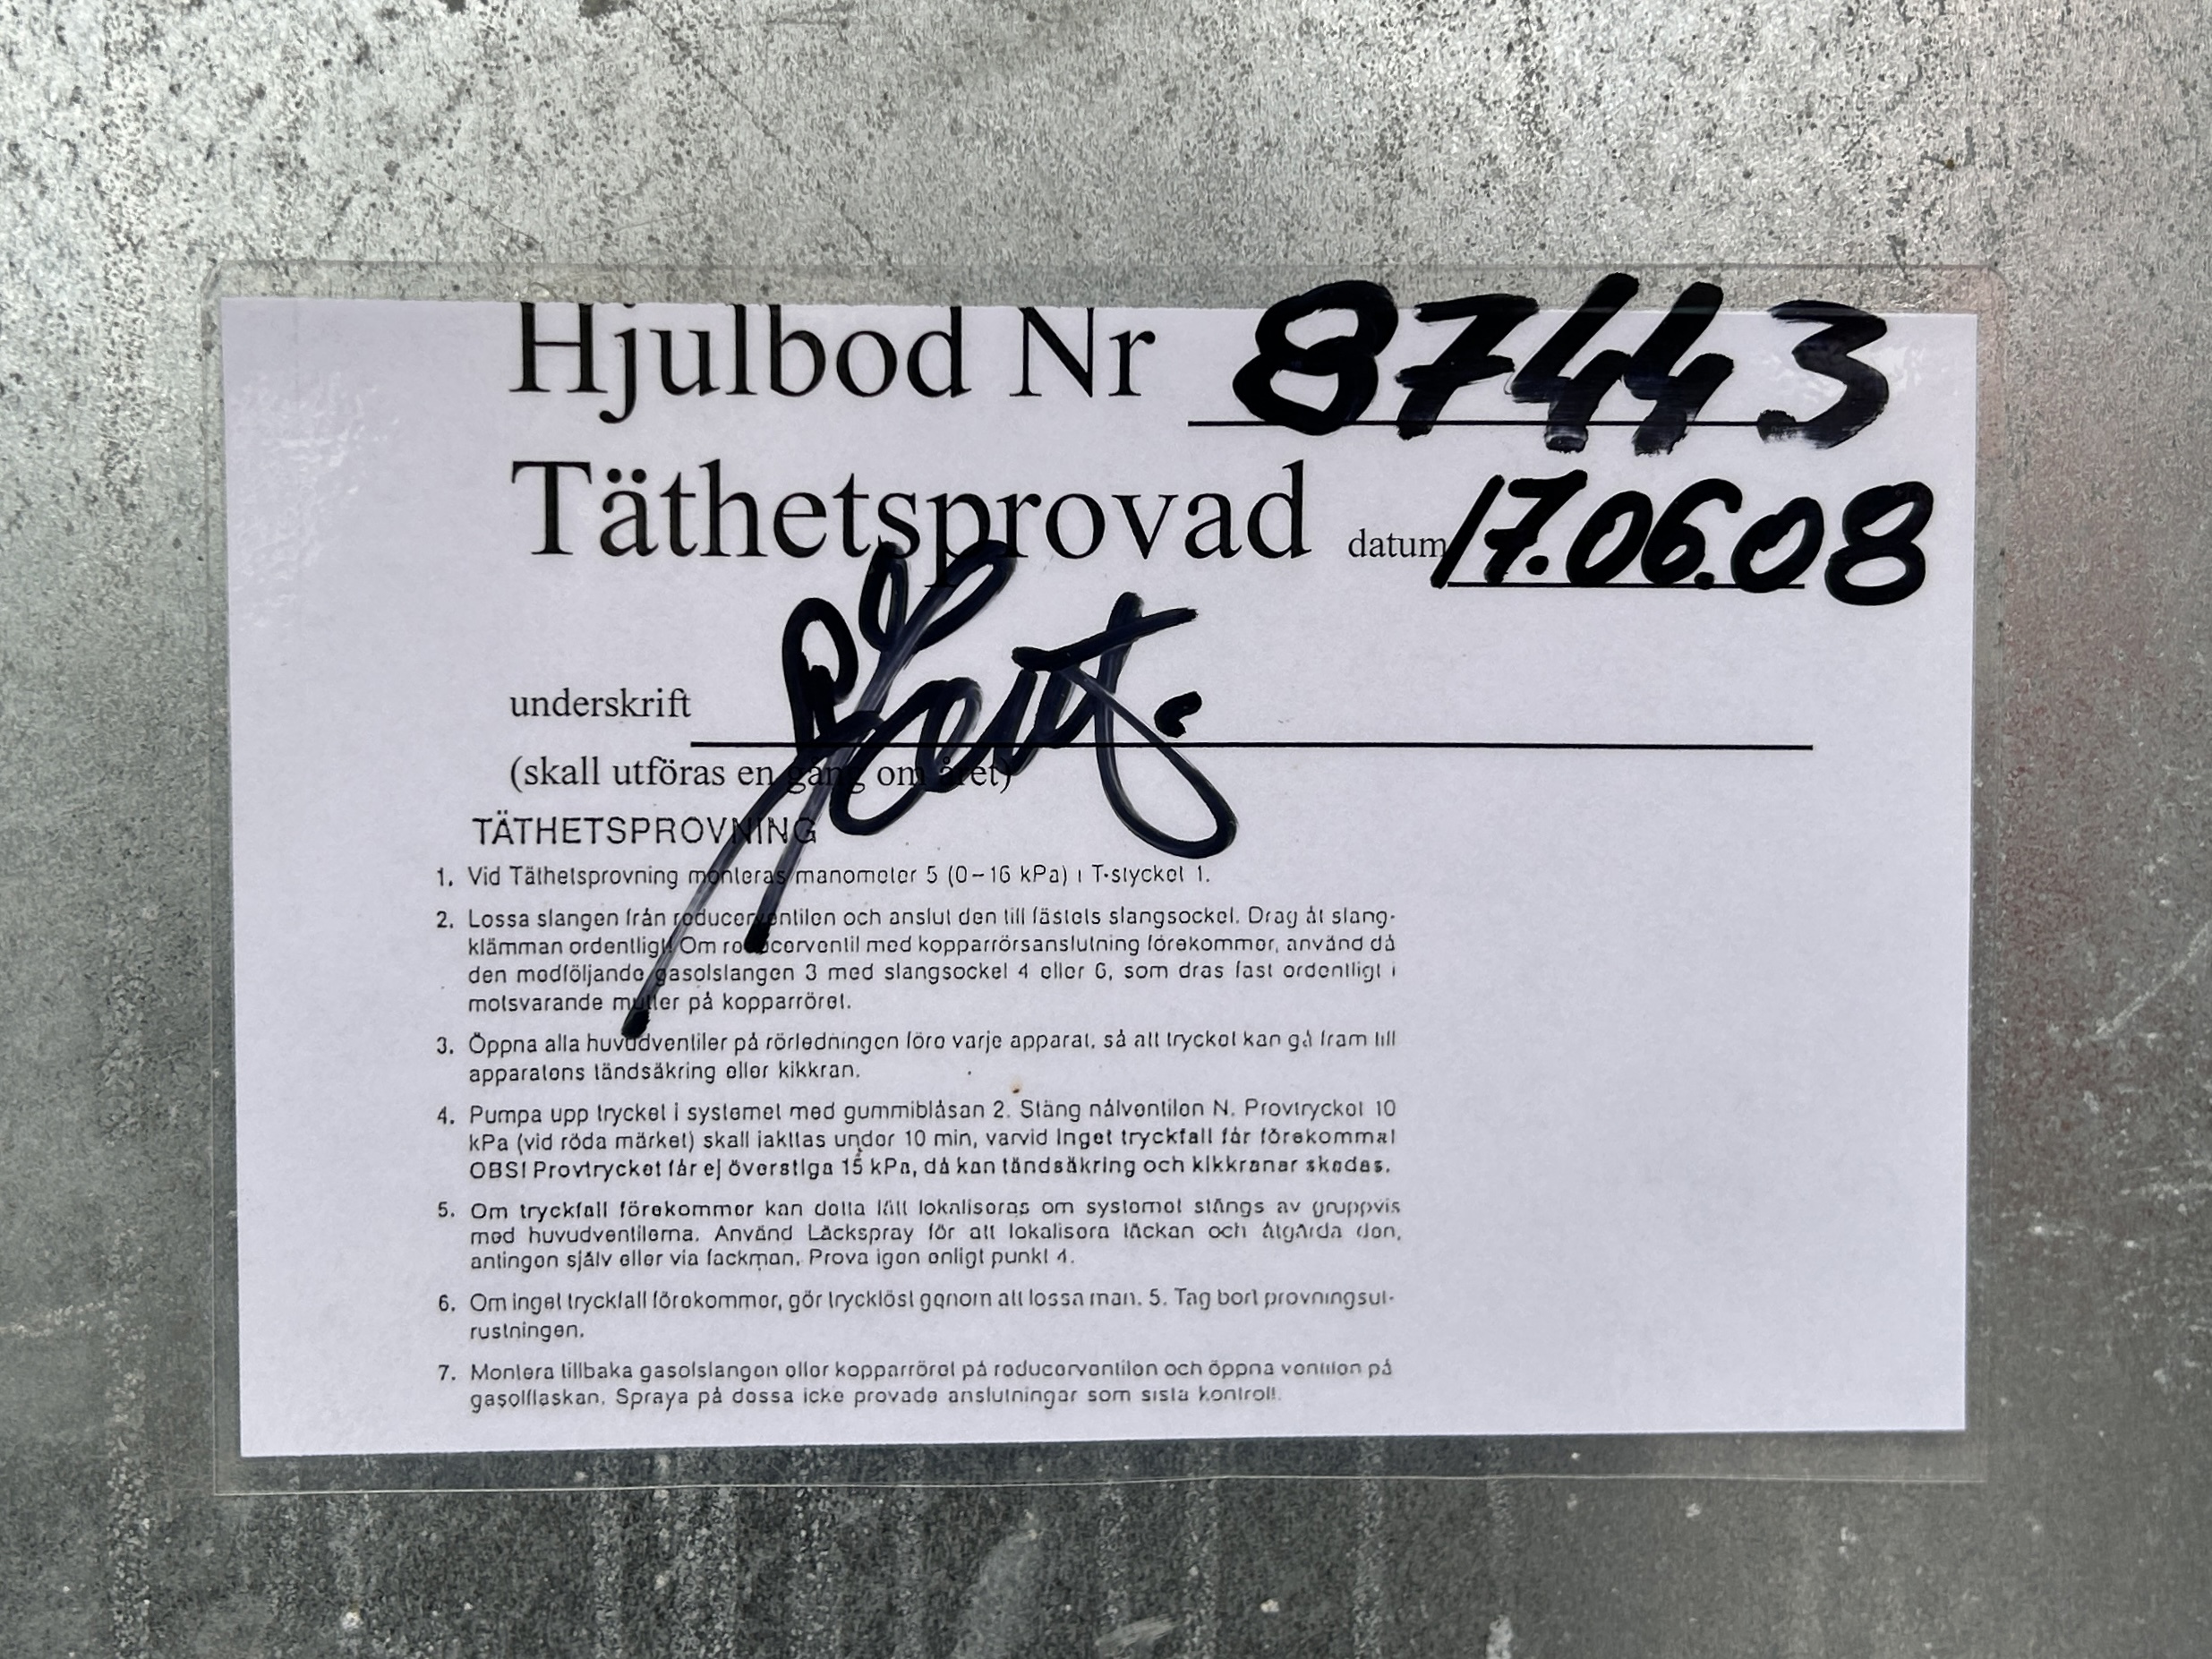 Hjulbod Nr 87443
Täthetsprovad datum 17.06.08
underskrift
(skall utföras en gång om året)
TÄTHETSPROVNING
1. Vid Täthetsprovning monteras manometer 5 (0–16 kPa) i T-stycket 1.
2. Lossa slangen från reducerventilen och anslut den till fästets slangsockel. Drag åt slang-
klämman ordentligt. Om reducerventil med kopparrörsanslutning förekommer, använd då
den medföljande gasolslangen 3 med slangsockel 4 eller 6, som dras fast ordentligt i
motsvarande mutter på kopparröret.
3. Öppna alla huvudventiler på rörledningen före varje apparat, så att trycket kan gå fram till
apparatens tändsäkring eller kikkran.
4. Pumpa upp trycket i systemet med gummiblåsan 2. Stäng nålventilen N. Provtrycket 10
kPa (vid röda märket) skall iakttas under 10 min, varvid inget tryckfall får förekomma!
OBS! Provtrycket får ej överstiga 15 kPa, då kan tändsäkring och kikkranar skadas.
5. Om tryckfall förekommer kan detta lätt lokaliseras om systemet stängs av gruppvis
med huvudventilerna. Använd Läckspray för att lokalisera läckan och åtgärda den,
antingen själv eller via fackman. Prova igen enligt punkt 4.
6. Om inget tryckfall förekommer, gör trycklöst genom att lossa man. 5. Tag bort provningsut-
rustningen.
7. Montera tillbaka gasolslangen eller kopparröret på reducerventilen och öppna ventilen på
gasolflaskan. Spraya på dessa icke provade anslutningar som sista kontroll.